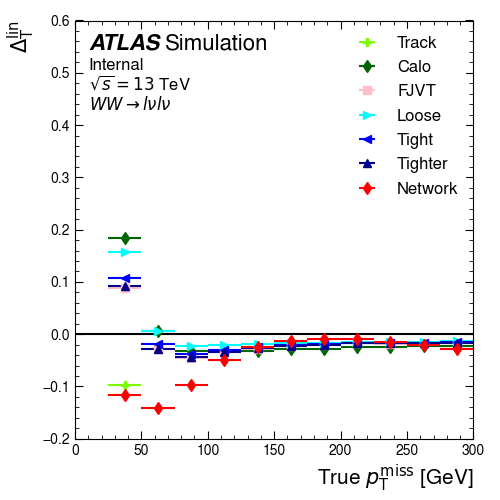 ATLAS Simulation
Internal
√s = 13 TeV
WW → lνlν
Track
Calo
FJVT
Loose
Tight
Tighter
Network
Δ_T^lin
0.6
0.5
0.4
0.3
0.2
0.1
0.0
−0.1
−0.2
0 50 100 150 200 250 300
True p_T^miss [GeV]